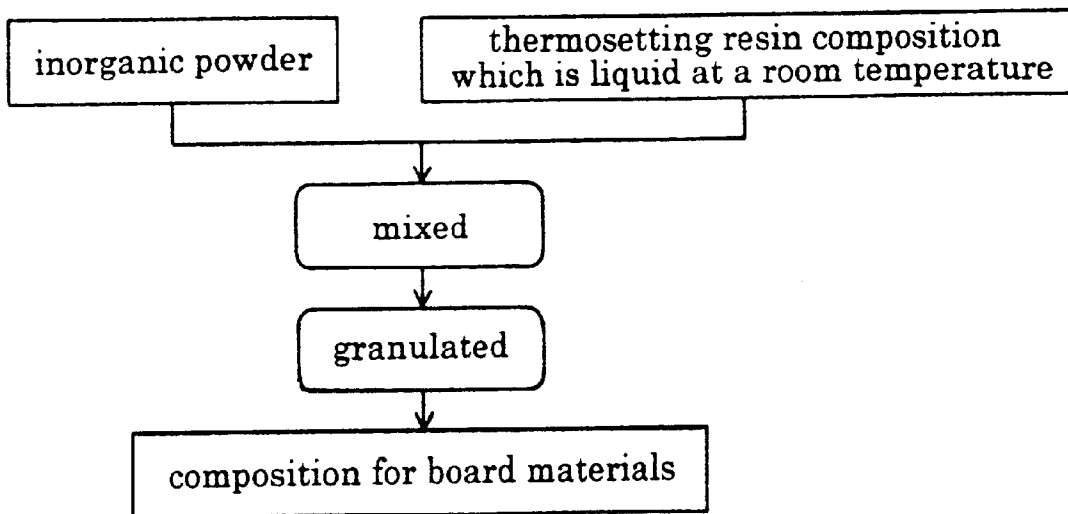 inorganic powder
thermosetting resin composition
which is liquid at a room temperature
mixed
granulated
composition for board materials